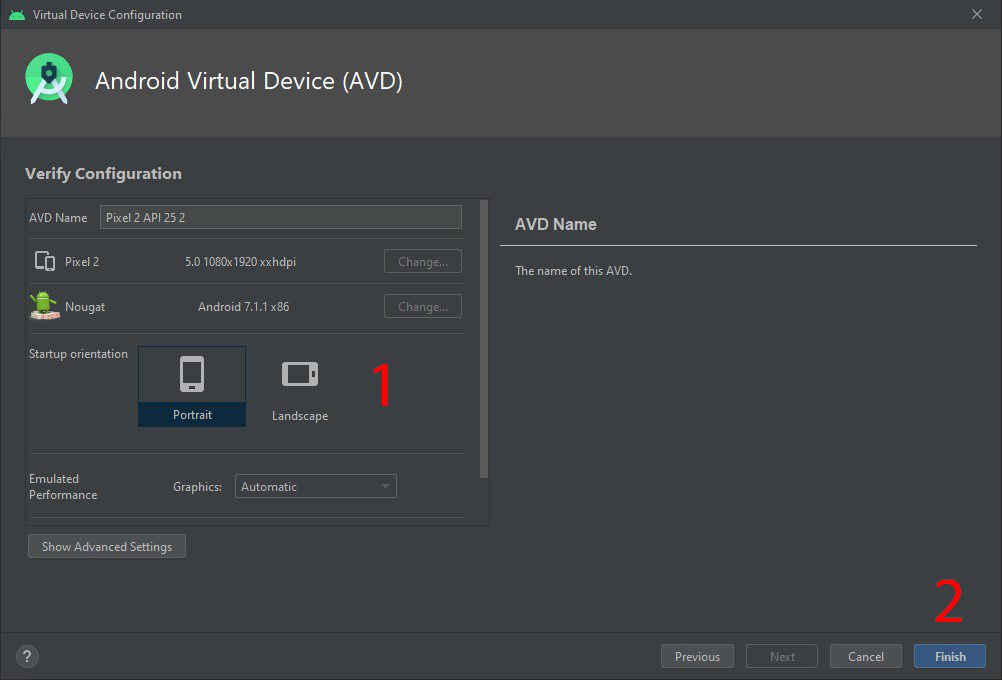 Virtual Device Configuration
Android Virtual Device (AVD)
Verify Configuration
AVD Name Pixel 2 API 25 2
Pixel 2 5.0 1080x1920 xxhdpi Change...
Nougat Android 7.1.1 x86 Change...
Startup orientation
1
Portrait Landscape
Emulated
Performance
Graphics: Automatic
Show Advanced Settings
AVD Name
The name of this AVD.
2
? Previous Next Cancel Finish